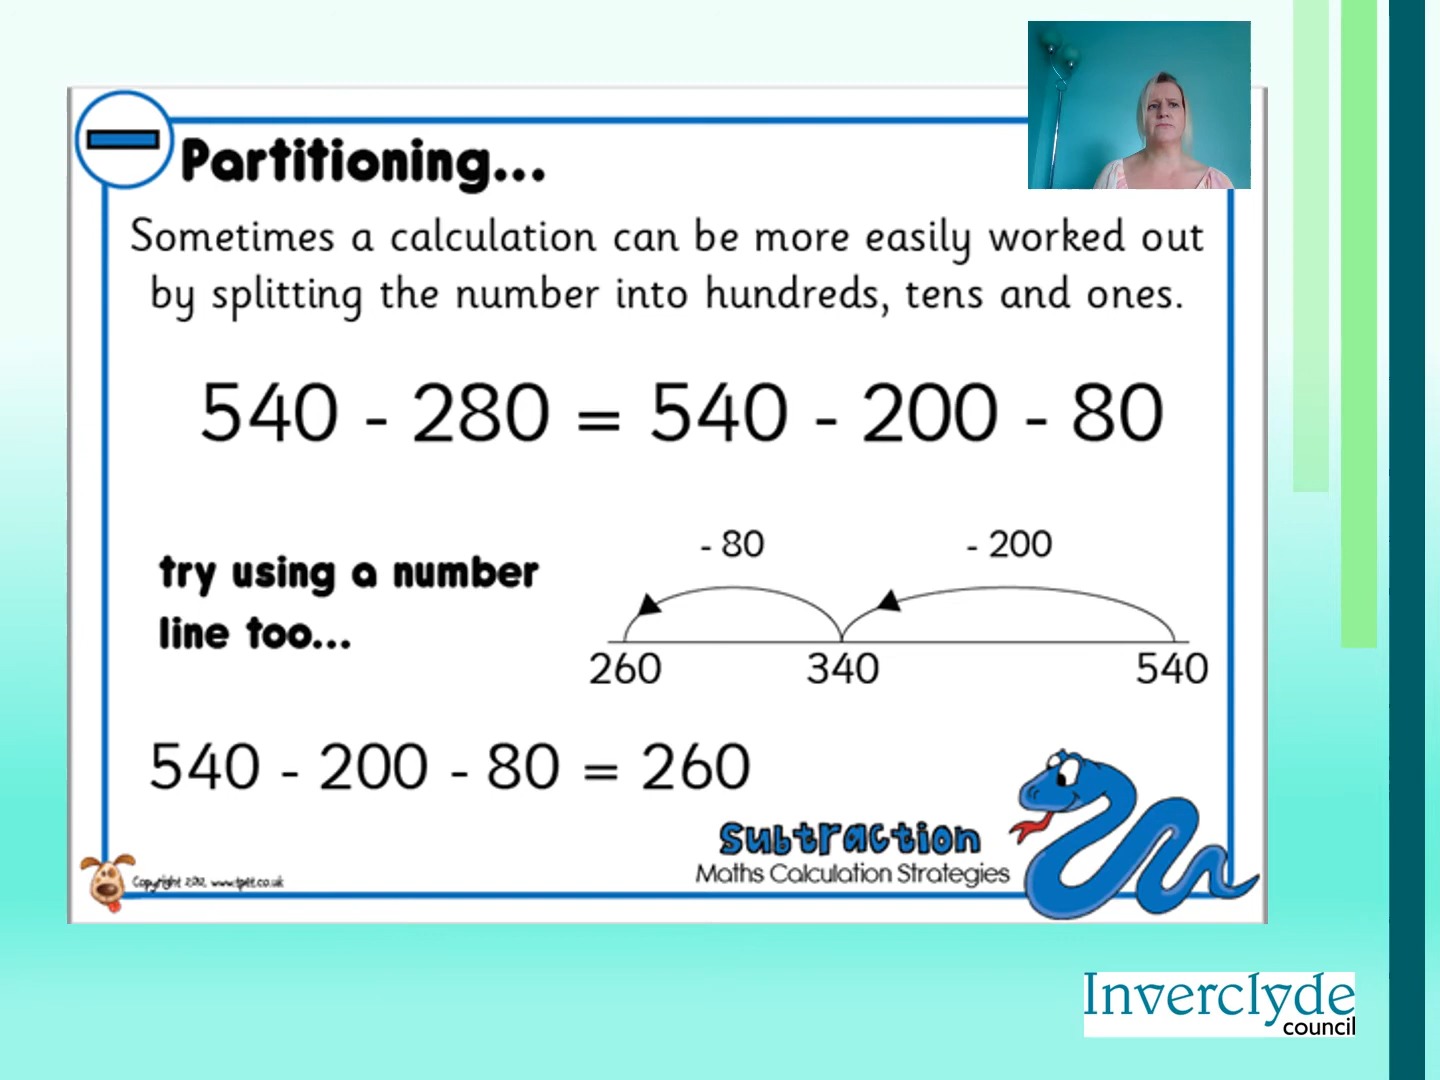 Partitioning...
Sometimes a calculation can be more easily worked out
by splitting the number into hundreds, tens and ones.
540 - 280 = 540 - 200 - 80
try using a number
line too...
- 80 - 200
260 340 540
540 - 200 - 80 = 260
Subtraction
Maths Calculation Strategies
Copyright 2012, www.tpet.co.uk
Inverclyde
council